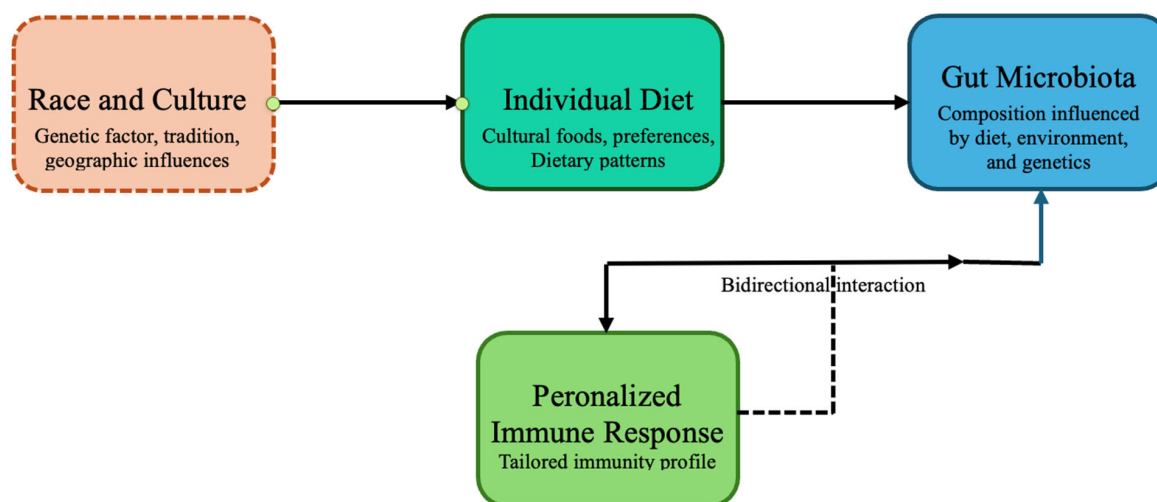 Race and Culture
Genetic factor, tradition,
geographic influences
Individual Diet
Cultural foods, preferences,
Dietary patterns
Gut Microbiota
Composition influenced
by diet, environment,
and genetics
Bidirectional interaction
Peronalized
Immune Response
Tailored immunity profile